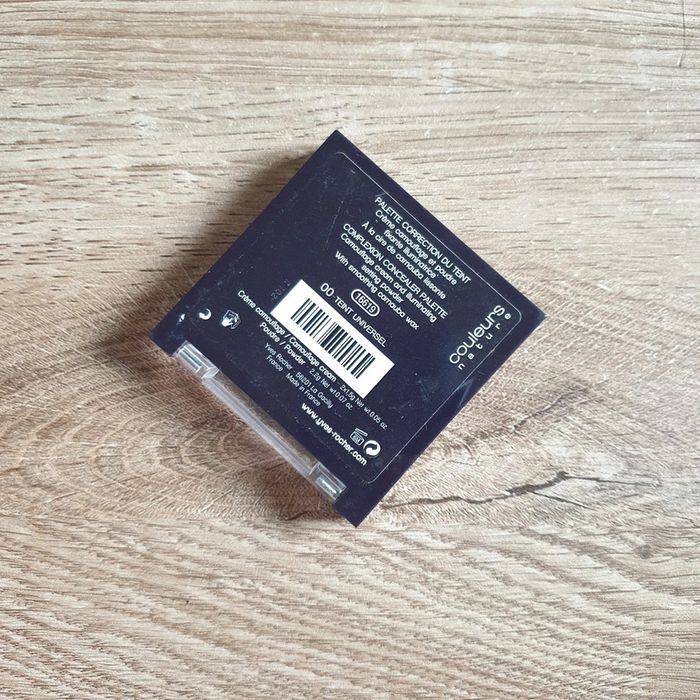 couleurs
nature
PALETTE CORRECTION DU TEINT
Crème camouflage et poudre
fixante illuminatrice
À la cire de carnauba lissante
COMPLEXION CONCEALER PALETTE
Camouflage cream and illuminating
setting powder
With smoothing carnauba wax
16619
00 TEINT UNIVERSEL
Crème camouflage / Camouflage cream - 2x1.5g Net wt.0.05 oz
Poudre / Powder - 2.2g Net wt.0.07 oz
Yves Rocher - 56201 La Gacilly
France - Made in France
www.yves-rocher.com